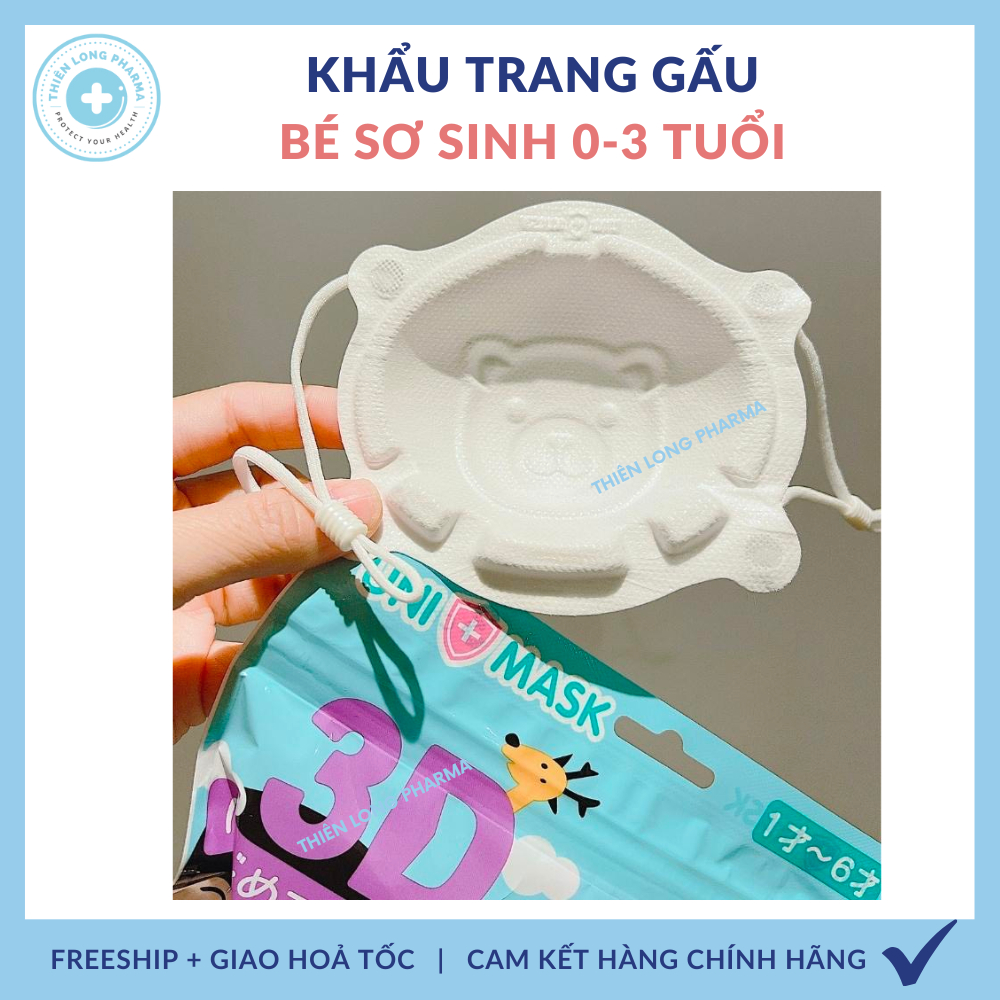 THIÊN LONG PHARMA
PROTECT YOUR HEALTH
KHẨU TRANG GẤU
BÉ SƠ SINH 0-3 TUỔI
THIÊN LONG PHARMA
MASK
3D
THIÊN LONG PHARMA
1才~6才
FREESHIP + GIAO HOẢ TỐC | CAM KẾT HÀNG CHÍNH HÃNG